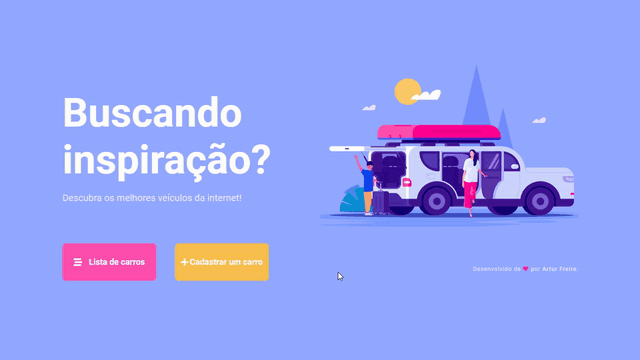 Buscando
inspiração?
Descubra os melhores veículos da internet!
Lista de carros
Cadastrar um carro
Desenvolvido de por Artur Freire